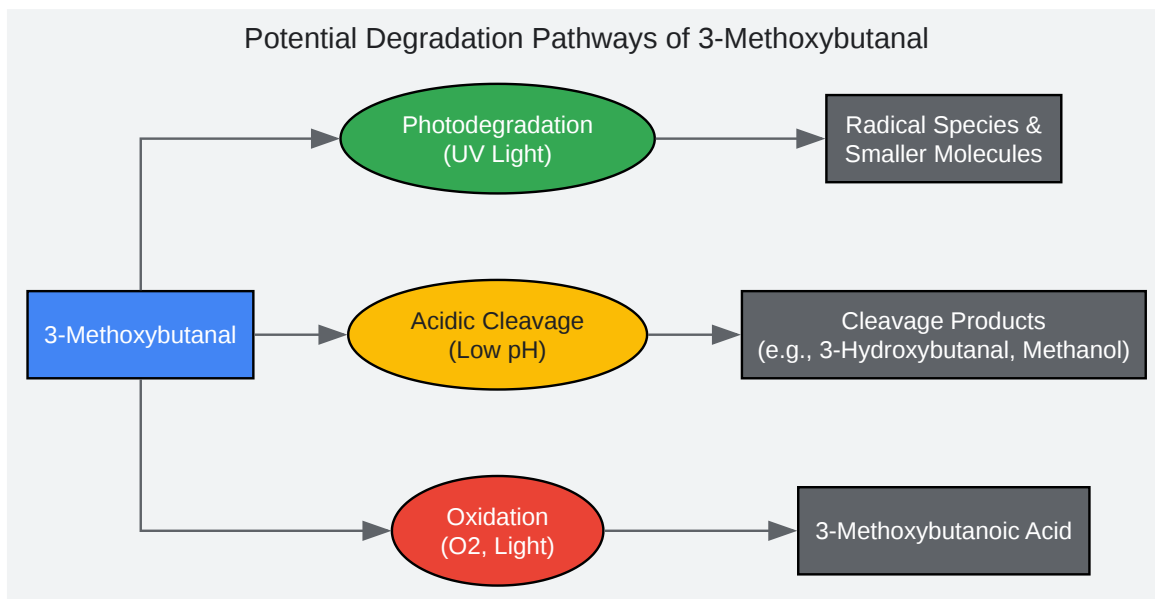 Potential Degradation Pathways of 3-Methoxybutanal
Photodegradation
(UV Light)
Radical Species &
Smaller Molecules
3-Methoxybutanal
Acidic Cleavage
(Low pH)
Cleavage Products
(e.g., 3-Hydroxybutanal, Methanol)
Oxidation
(O2, Light)
3-Methoxybutanoic Acid